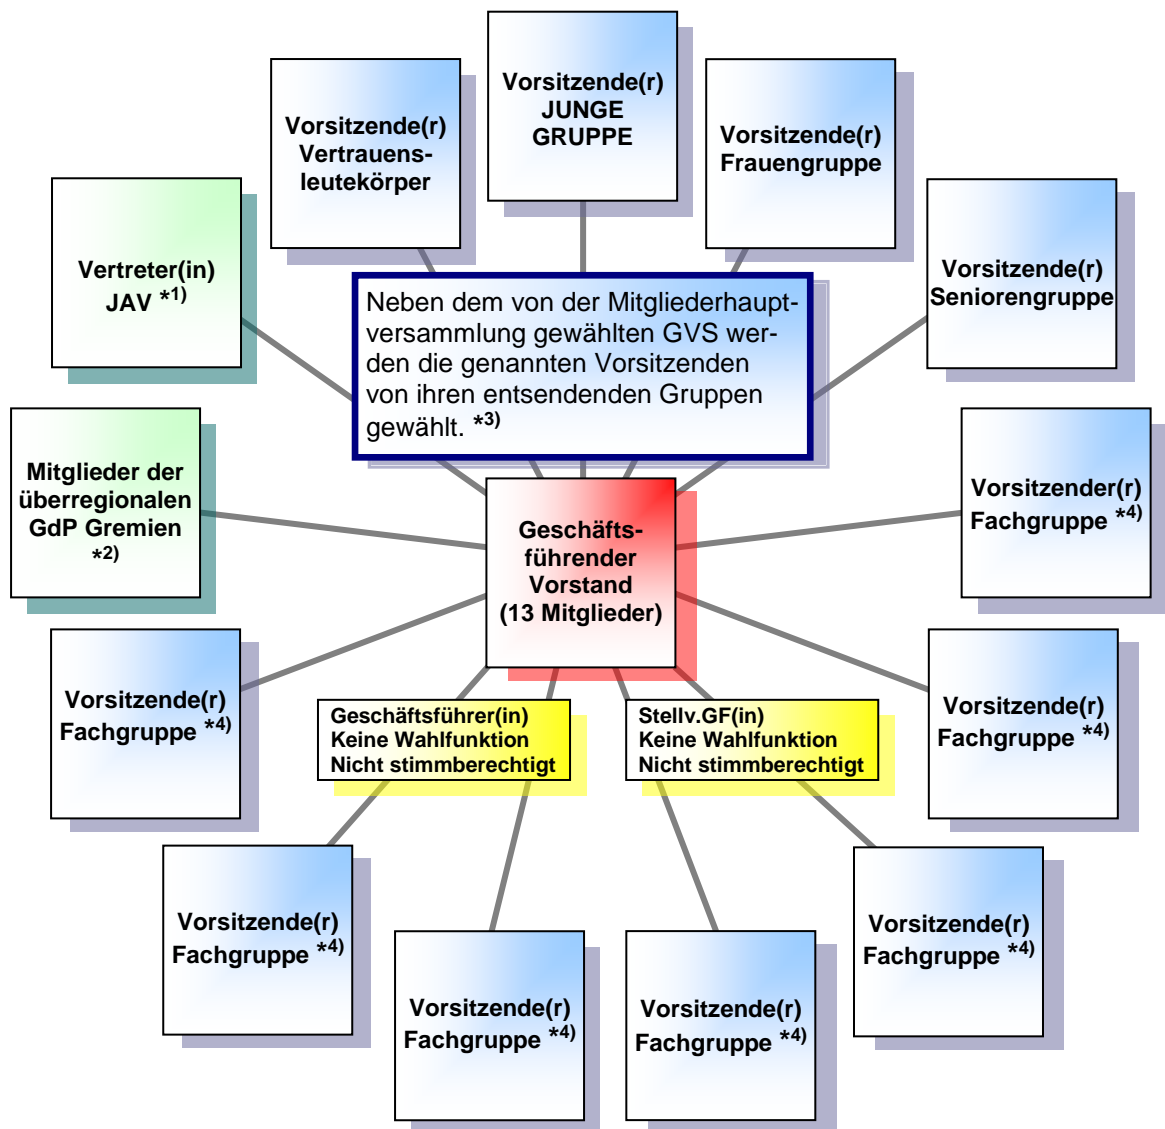 Vorsitzende(r)
JUNGE
GRUPPE
Vorsitzende(r)
Vertrauens-
leutekörper
Vorsitzende(r)
Frauengruppe
Vertreter(in)
JAV *1)
Vorsitzende(r)
Seniorengruppe
Neben dem von der Mitgliederhaupt-
versammlung gewählten GVS wer-
den die genannten Vorsitzenden
von ihren entsendenden Gruppen
gewählt. *3)
Mitglieder der
überregionalen
GdP Gremien
*2)
Vorsitzender(r)
Fachgruppe *4)
Geschäfts-
führender
Vorstand
(13 Mitglieder)
Vorsitzende(r)
Fachgruppe *4)
Vorsitzende(r)
Fachgruppe *4)
Geschäftsführer(in)
Keine Wahlfunktion
Nicht stimmberechtigt
Stellv.GF(in)
Keine Wahlfunktion
Nicht stimmberechtigt
Vorsitzende(r)
Fachgruppe *4)
Vorsitzende(r)
Fachgruppe *4)
Vorsitzende(r)
Fachgruppe *4)
Vorsitzende(r)
Fachgruppe *4)